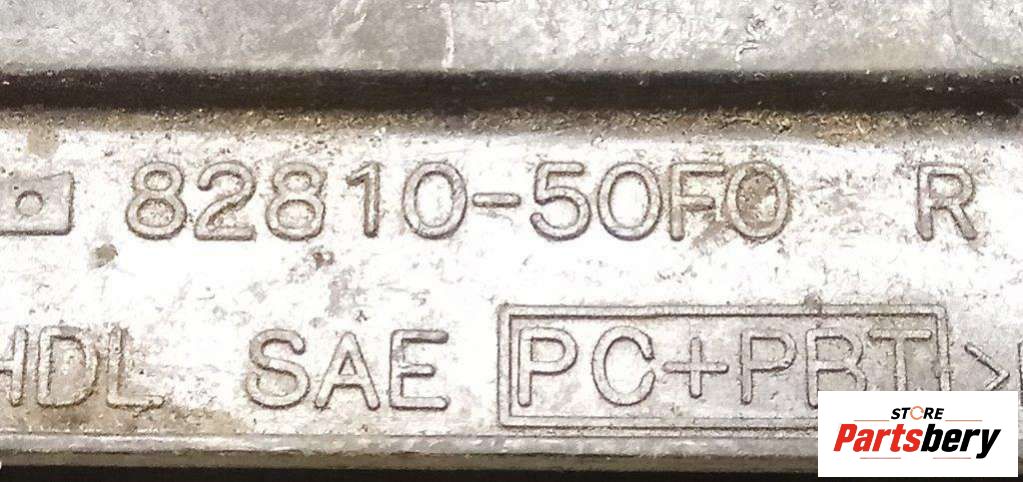 82810-50F0 R
HDL SAE PC+PBT >
STORE
Partsbery